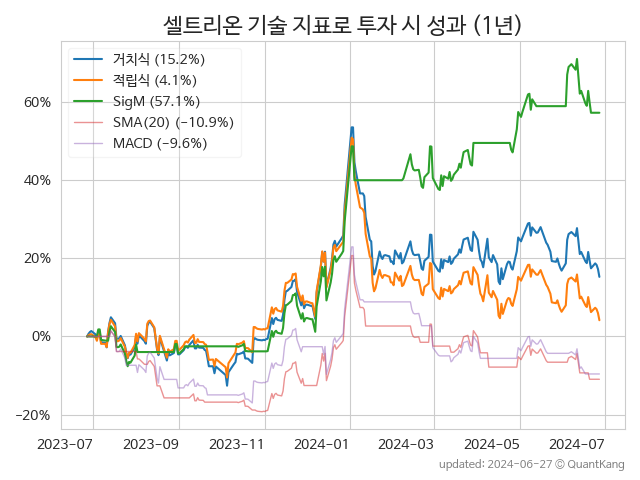 셀트리온 기술 지표로 투자 시 성과 (1년)
거치식 (15.2%)
적립식 (4.1%)
SigM (57.1%)
SMA(20) (−10.9%)
MACD (−9.6%)
60%
40%
20%
0%
−20%
2023-07 2023-09 2023-11 2024-01 2024-03 2024-05 2024-07
updated: 2024-06-27 © QuantKang